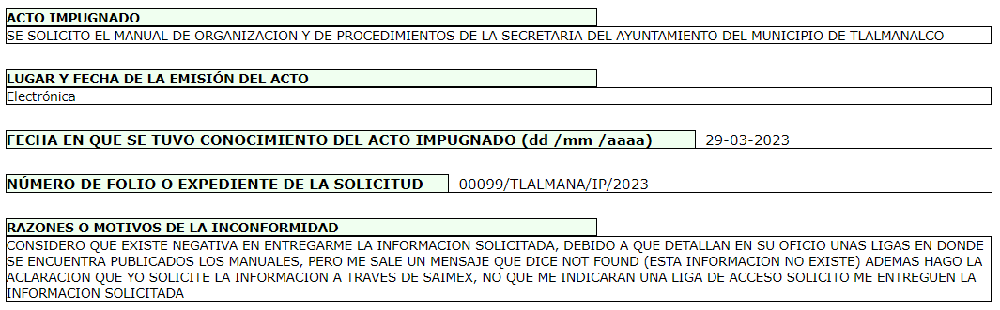 ACTO IMPUGNADO
SE SOLICITO EL MANUAL DE ORGANIZACION Y DE PROCEDIMIENTOS DE LA SECRETARIA DEL AYUNTAMIENTO DEL MUNICIPIO DE TLALMANALCO
LUGAR Y FECHA DE LA EMISIÓN DEL ACTO
Electrónica
FECHA EN QUE SE TUVO CONOCIMIENTO DEL ACTO IMPUGNADO (dd /mm /aaaa) 29-03-2023
NÚMERO DE FOLIO O EXPEDIENTE DE LA SOLICITUD 00099/TLALMANA/IP/2023
RAZONES O MOTIVOS DE LA INCONFORMIDAD
CONSIDERO QUE EXISTE NEGATIVA EN ENTREGARME LA INFORMACION SOLICITADA, DEBIDO A QUE DETALLAN EN SU OFICIO UNAS LIGAS EN DONDE
SE ENCUENTRA PUBLICADOS LOS MANUALES, PERO ME SALE UN MENSAJE QUE DICE NOT FOUND (ESTA INFORMACION NO EXISTE) ADEMAS HAGO LA
ACLARACION QUE YO SOLICITE LA INFORMACION A TRAVES DE SAIMEX, NO QUE ME INDICARAN UNA LIGA DE ACCESO SOLICITO ME ENTREGUEN LA
INFORMACION SOLICITADA